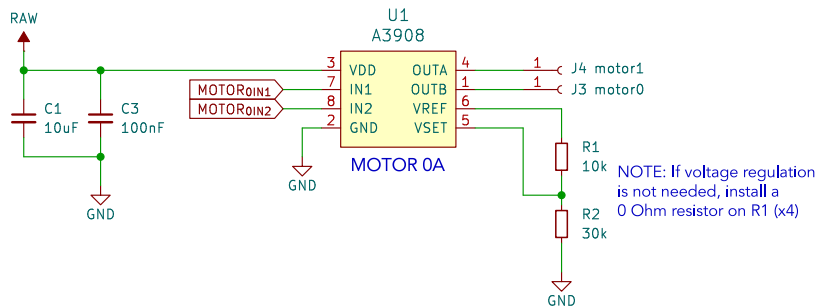 U1
A3908
RAW
3 VDD OUTA 4 1 J4 motor1
MOTOR0IN1 7 IN1 OUTB 1 1 J3 motor0
MOTOR0IN2 8 IN2 VREF 6
2 GND VSET 5
C1
10uF
C3
100nF
MOTOR 0A
GND
GND
R1
10k
NOTE: If voltage regulation
is not needed, install a
0 Ohm resistor on R1 (x4)
R2
30k
GND